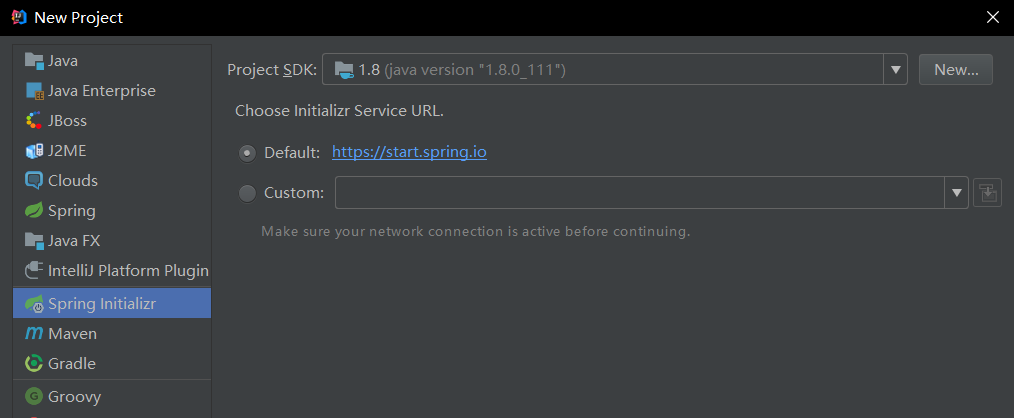 New Project
Java
Java Enterprise
JBoss
J2ME
Clouds
Spring
Java FX
IntelliJ Platform Plugin
Spring Initializr
Maven
Gradle
Groovy
Project SDK: 1.8 (java version "1.8.0_111") New...
Choose Initializr Service URL.
Default: https://start.spring.io
Custom:
Make sure your network connection is active before continuing.